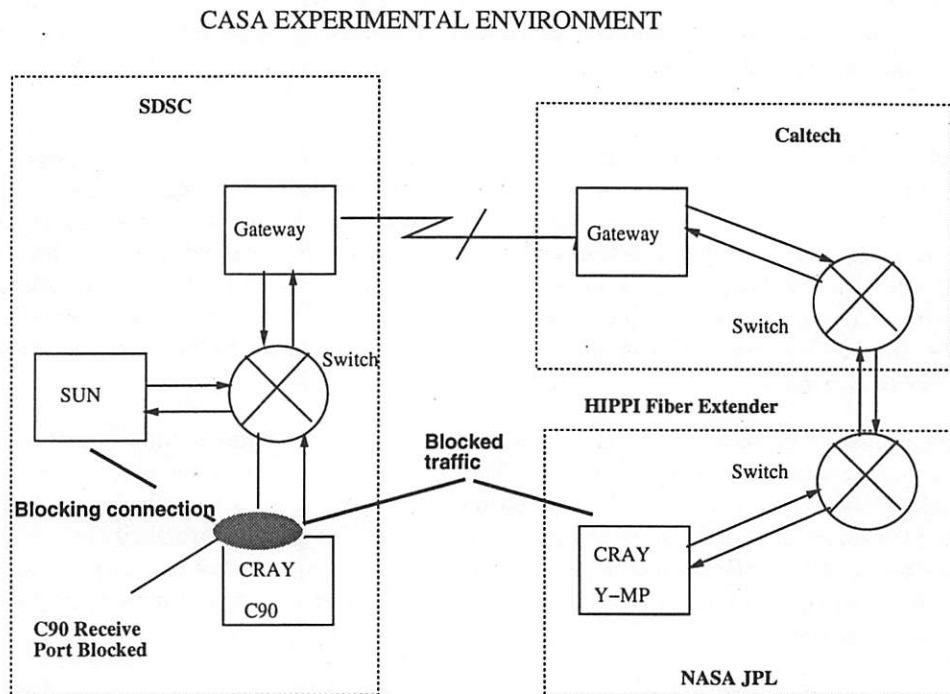 CASA EXPERIMENTAL ENVIRONMENT
SDSC
Caltech
Gateway
Gateway
Switch
Switch
SUN
HIPPI Fiber Extender
Blocked
traffic
Switch
Blocking connection
CRAY
C90
CRAY
Y-MP
C90 Receive
Port Blocked
NASA JPL